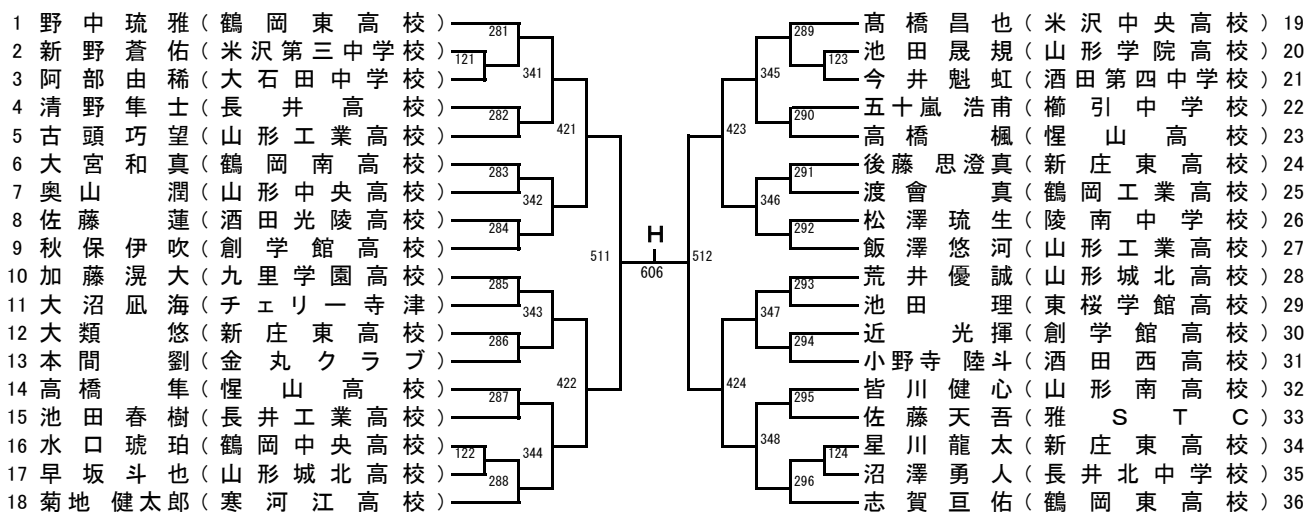 1 野中琉雅(鶴岡東高校)
2 新野蒼佑(米沢第三中学校)
3 阿部由稀(大石田中学校)
4 清野隼士(長井高校)
5 古頭巧望(山形工業高校)
6 大宮和真(鶴岡南高校)
7 奥山潤(山形中央高校)
8 佐藤蓮(酒田光陵高校)
9 秋保伊吹(創学館高校)
10 加藤滉大(九里学園高校)
11 大沼凪海(チェリー寺津)
12 大類悠(新庄東高校)
13 本間劉(金丸クラブ)
14 高橋隼(惺山高校)
15 池田春樹(長井工業高校)
16 水口琥珀(鶴岡中央高校)
17 早坂斗也(山形城北高校)
18 菊地健太郎(寒河江高校)
281
121
341
282
421
283
342
284
511
285
343
286
422
287
122
344
288
H
606
289
123
345
290
423
291
346
292
512
293
347
294
424
295
348
124
296
髙橋昌也(米沢中央高校) 19
池田晟規(山形学院高校) 20
今井魁虹(酒田第四中学校) 21
五十嵐浩甫(櫛引中学校) 22
高橋楓(惺山高校) 23
後藤思澄真(新庄東高校) 24
渡會真(鶴岡工業高校) 25
松澤琉生(陵南中学校) 26
飯澤悠河(山形工業高校) 27
荒井優誠(山形城北高校) 28
池田理(東桜学館高校) 29
近光揮(創学館高校) 30
小野寺陸斗(酒田西高校) 31
皆川健心(山形南高校) 32
佐藤天吾(雅STC) 33
星川龍太(新庄東高校) 34
沼澤勇人(長井北中学校) 35
志賀亘佑(鶴岡東高校) 36